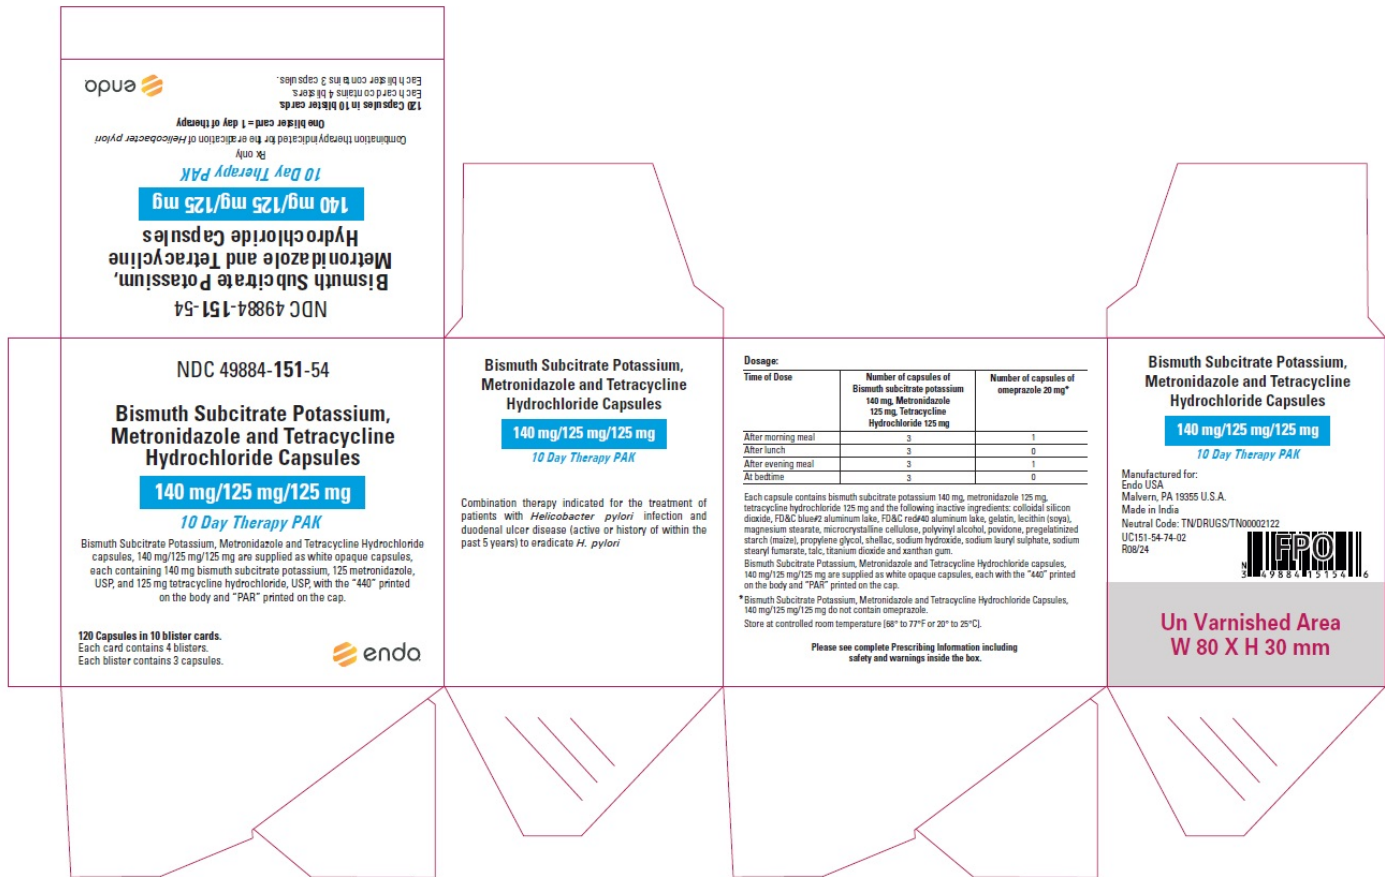 NDC 49884-151-54
Bismuth Subcitrate Potassium,
Metronidazole and Tetracycline
Hydrochloride Capsules
140 mg/125 mg/125 mg
10 Day Therapy PAK
Rx only
Combination therapy indicated for the eradication of Helicobacter pylori
One blister card = 1 day of therapy
120 Capsules in 10 blister cards.
Each card contains 4 blisters.
Each blister contains 3 capsules.
endo
NDC 49884-151-54
Bismuth Subcitrate Potassium,
Metronidazole and Tetracycline
Hydrochloride Capsules
140 mg/125 mg/125 mg
10 Day Therapy PAK
Bismuth Subcitrate Potassium, Metronidazole and Tetracycline Hydrochloride
capsules, 140 mg/125 mg/125 mg are supplied as white opaque capsules,
each containing 140 mg bismuth subcitrate potassium, 125 metronidazole,
USP, and 125 mg tetracycline hydrochloride, USP, with the “440” printed
on the body and “PAR” printed on the cap.
120 Capsules in 10 blister cards.
Each card contains 4 blisters.
Each blister contains 3 capsules.
endo
Bismuth Subcitrate Potassium,
Metronidazole and Tetracycline
Hydrochloride Capsules
140 mg/125 mg/125 mg
10 Day Therapy PAK
Combination therapy indicated for the treatment of
patients with Helicobacter pylori infection and
duodenal ulcer disease (active or history of within the
past 5 years) to eradicate H. pylori
Dosage:
Time of Dose
Number of capsules of
Bismuth subcitrate potassium
140 mg, Metronidazole
125 mg, Tetracycline
Hydrochloride 125 mg
Number of capsules of
omeprazole 20 mg*
After morning meal 3 1
After lunch 3 0
After evening meal 3 1
At bedtime 3 0
Each capsule contains bismuth subcitrate potassium 140 mg, metronidazole 125 mg,
tetracycline hydrochloride 125 mg and the following inactive ingredients: colloidal silicon
dioxide, FD&C blue#2 aluminum lake, FD&C red#40 aluminum lake, gelatin, lecithin (soya),
magnesium stearate, microcrystalline cellulose, polyvinyl alcohol, povidone, pregelatinized
starch (maize), propylene glycol, shellac, sodium hydroxide, sodium lauryl sulphate, sodium
stearyl fumarate, talc, titanium dioxide and xanthan gum.
Bismuth Subcitrate Potassium, Metronidazole and Tetracycline Hydrochloride capsules,
140 mg/125 mg/125 mg are supplied as white opaque capsules, each with the “440” printed
on the body and “PAR” printed on the cap.
*Bismuth Subcitrate Potassium, Metronidazole and Tetracycline Hydrochloride Capsules,
140 mg/125 mg/125 mg do not contain omeprazole.
Store at controlled room temperature (68° to 77°F or 20° to 25°C).
Please see complete Prescribing Information including
safety and warnings inside the box.
Bismuth Subcitrate Potassium,
Metronidazole and Tetracycline
Hydrochloride Capsules
140 mg/125 mg/125 mg
10 Day Therapy PAK
Manufactured for:
Endo USA
Malvern, PA 19355 U.S.A.
Made in India
Neutral Code: TN/DRUGS/TN00002122
UC151-54-74-02
R08/24
FPO
N
3 49884 15154 6
Un Varnished Area
W 80 X H 30 mm